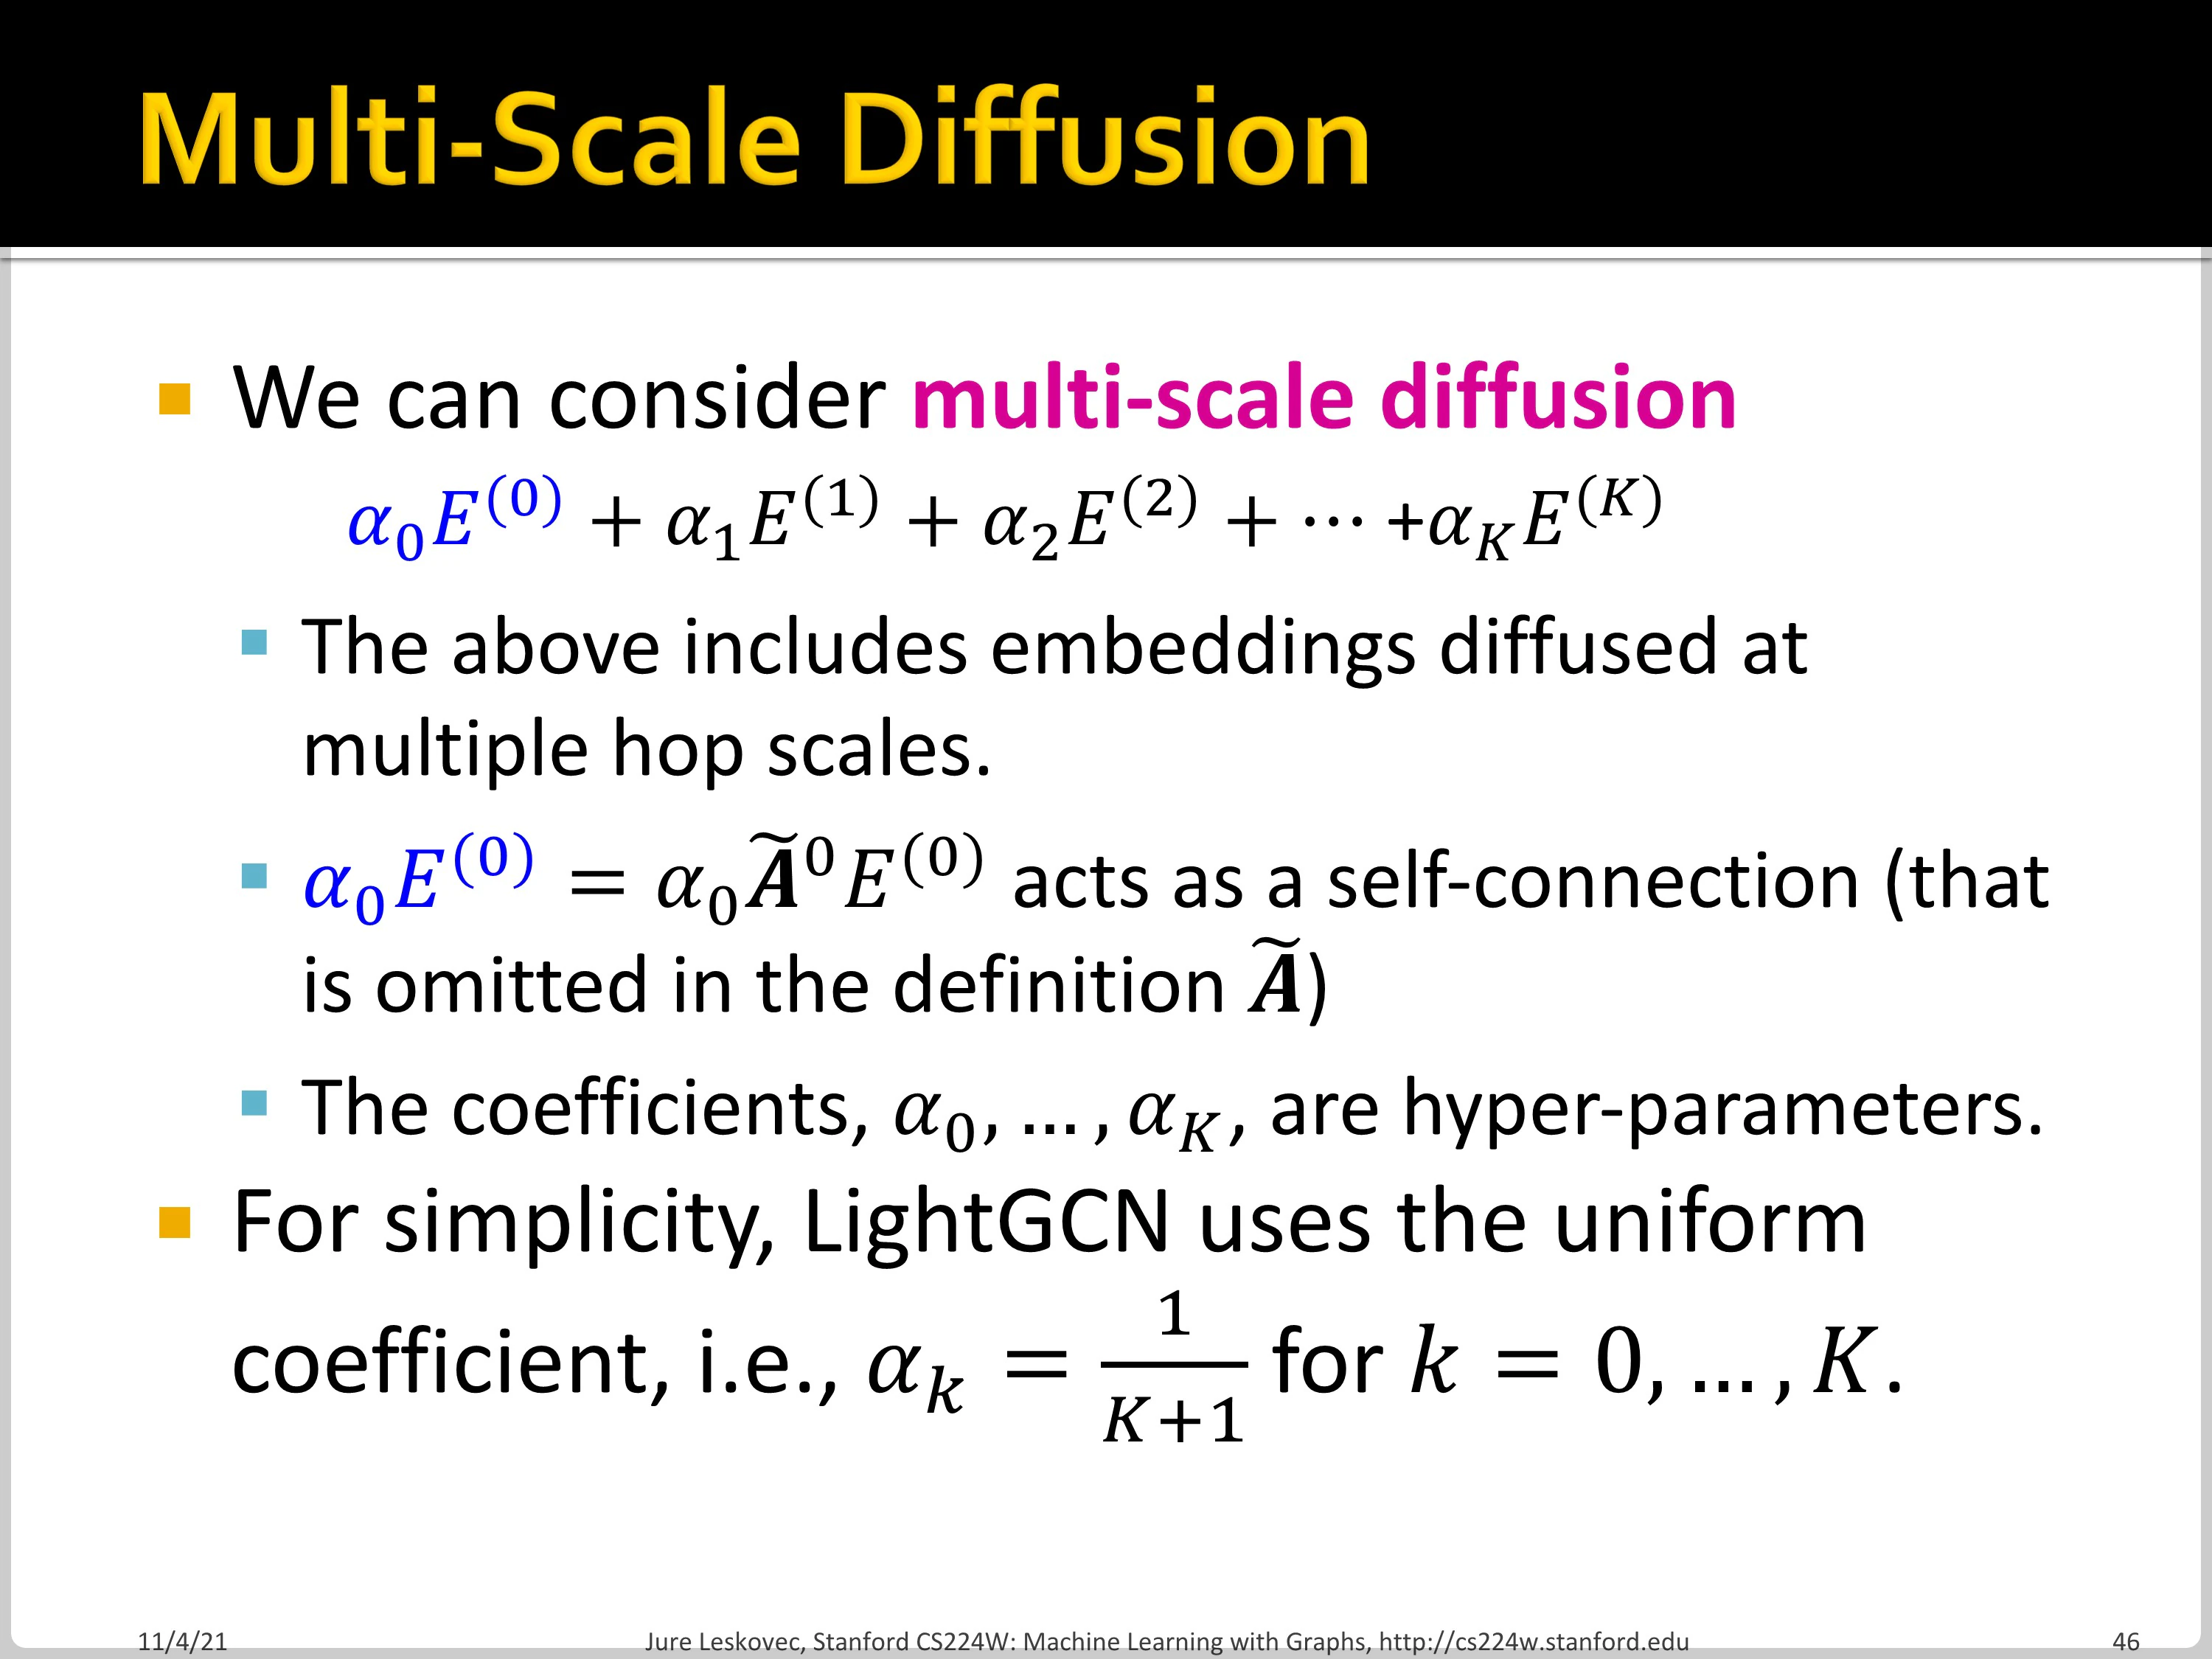 Multi-Scale Diffusion
▪ We can consider multi-scale diffusion
α₀E⁽⁰⁾ + α₁E⁽¹⁾ + α₂E⁽²⁾ + ⋯ +α_K E^(K)
▪ The above includes embeddings diffused at
multiple hop scales.
▪ α₀E⁽⁰⁾ = α₀Ã⁰E⁽⁰⁾ acts as a self-connection (that
is omitted in the definition Ã)
▪ The coefficients, α₀, … , α_K, are hyper-parameters.
▪ For simplicity, LightGCN uses the uniform
coefficient, i.e., α_k = 1/(K+1) for k = 0, … , K.
11/4/21 Jure Leskovec, Stanford CS224W: Machine Learning with Graphs, http://cs224w.stanford.edu 46